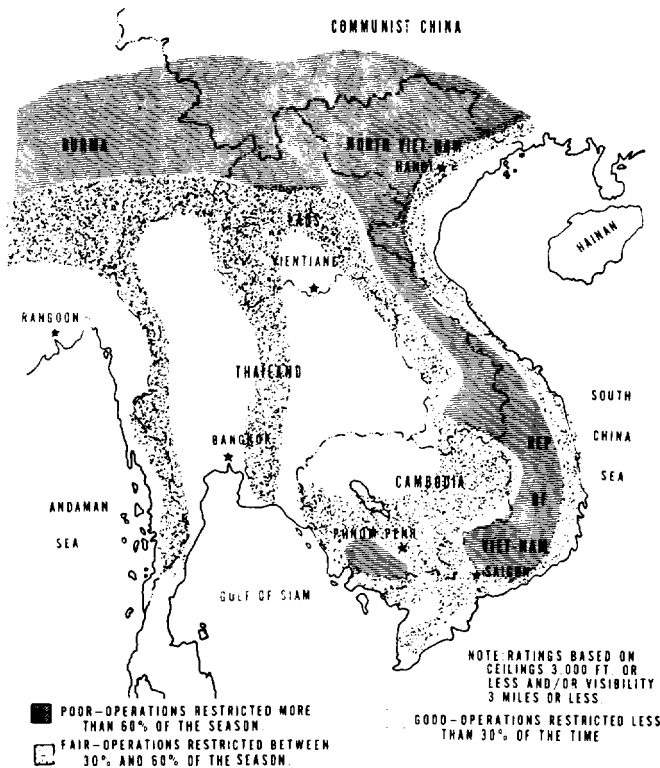 COMMUNIST CHINA
BURMA
NORTH VIET-NAM
HANOI
LAOS
HAINAN
VIENTIANE
RANGOON
THAILAND
SOUTH
CHINA
SEA
BANGKOK
REP
OF
VIET-NAM
CAMBODIA
ANDAMAN
SEA
PHNOM PENH
SAIGON
GULF OF SIAM
NOTE: RATINGS BASED ON
CEILINGS 3,000 FT. OR
LESS AND/OR VISIBILITY
3 MILES OR LESS.
POOR-OPERATIONS RESTRICTED MORE
THAN 60% OF THE SEASON.
FAIR-OPERATIONS RESTRICTED BETWEEN
30% AND 60% OF THE SEASON.
GOOD-OPERATIONS RESTRICTED LESS
THAN 30% OF THE TIME